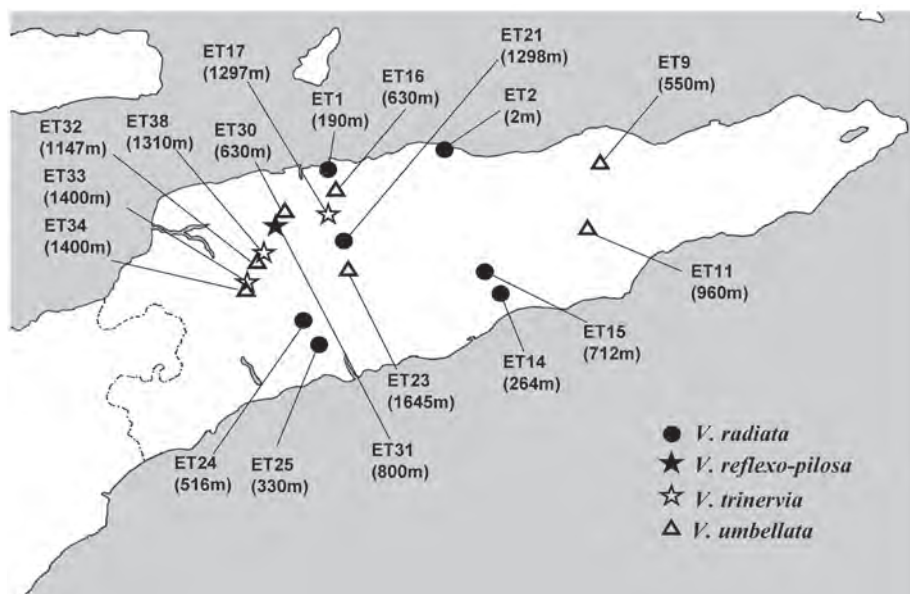 ET17
(1297m)
ET21
(1298m)
ET16
(630m)
ET9
(550m)
ET1
(190m)
ET2
(2m)
ET38
(1310m)
ET30
(630m)
ET32
(1147m)
ET33
(1400m)
ET34
(1400m)
ET11
(960m)
ET15
(712m)
ET14
(264m)
ET23
(1645m)
ET31
(800m)
ET24
(516m)
ET25
(330m)
V. radiata
V. reflexo-pilosa
V. trinervia
V. umbellata